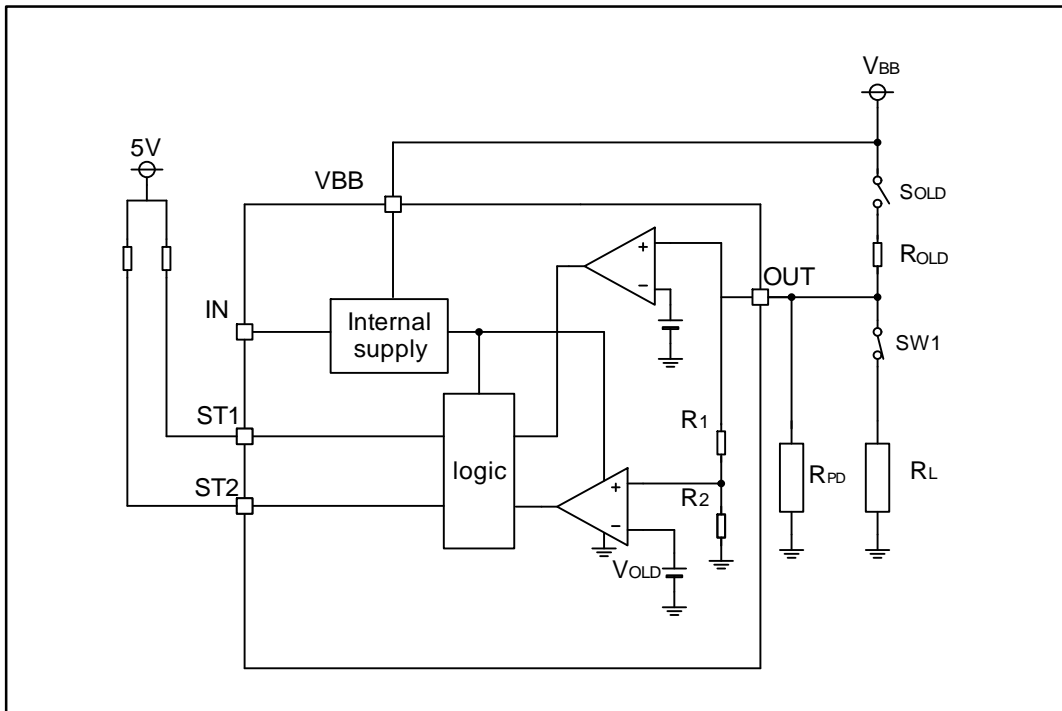 VBB
5V
VBB
SOLD
ROLD
OUT
IN
Internal
supply
SW1
ST1
R1
logic
RPD
RL
ST2
R2
VOLD
+
−
+
−